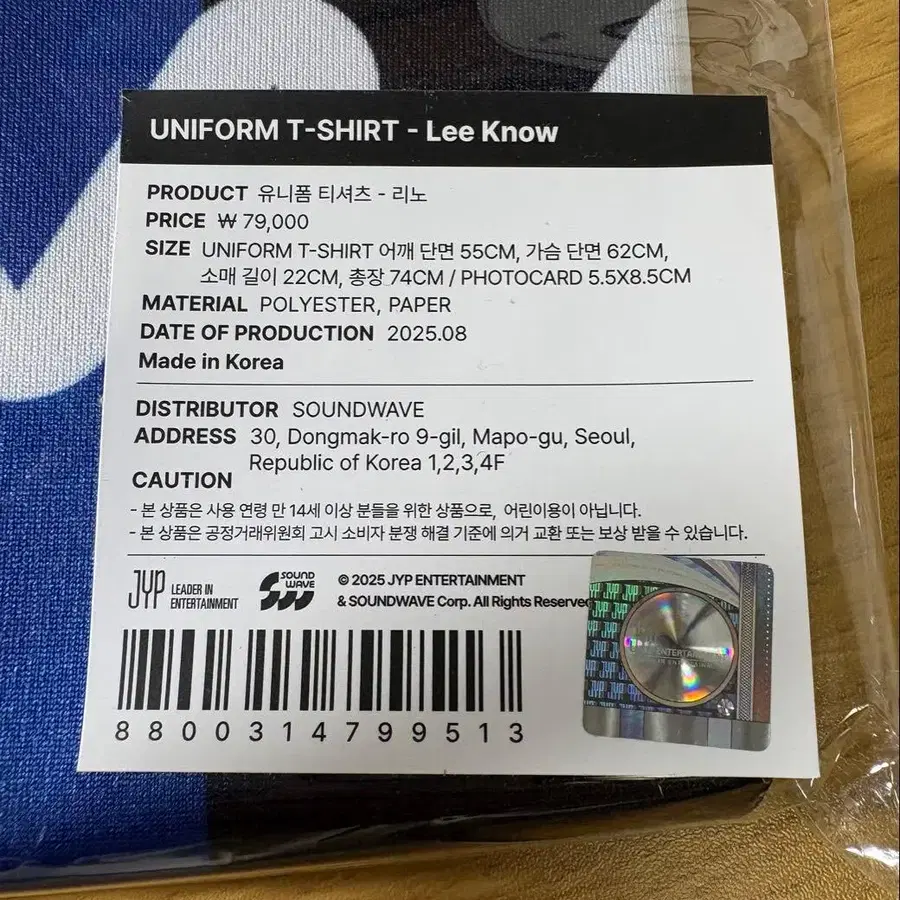 UNIFORM T-SHIRT - Lee Know
PRODUCT 유니폼 티셔츠 - 리노
PRICE ₩ 79,000
SIZE UNIFORM T-SHIRT 어깨 단면 55CM, 가슴 단면 62CM,
소매 길이 22CM, 총장 74CM / PHOTOCARD 5.5X8.5CM
MATERIAL POLYESTER, PAPER
DATE OF PRODUCTION 2025.08
Made in Korea
DISTRIBUTOR SOUNDWAVE
ADDRESS 30, Dongmak-ro 9-gil, Mapo-gu, Seoul,
Republic of Korea 1,2,3,4F
CAUTION
- 본 상품은 사용 연령 만 14세 이상 분들을 위한 상품으로, 어린이용이 아닙니다.
- 본 상품은 공정거래위원회 고시 소비자 분쟁 해결 기준에 의거 교환 또는 보상 받을 수 있습니다.
JYP LEADER IN
ENTERTAINMENT
SOUND
WAVE
© 2025 JYP ENTERTAINMENT
& SOUNDWAVE Corp. All Rights Reserved
8800314799513